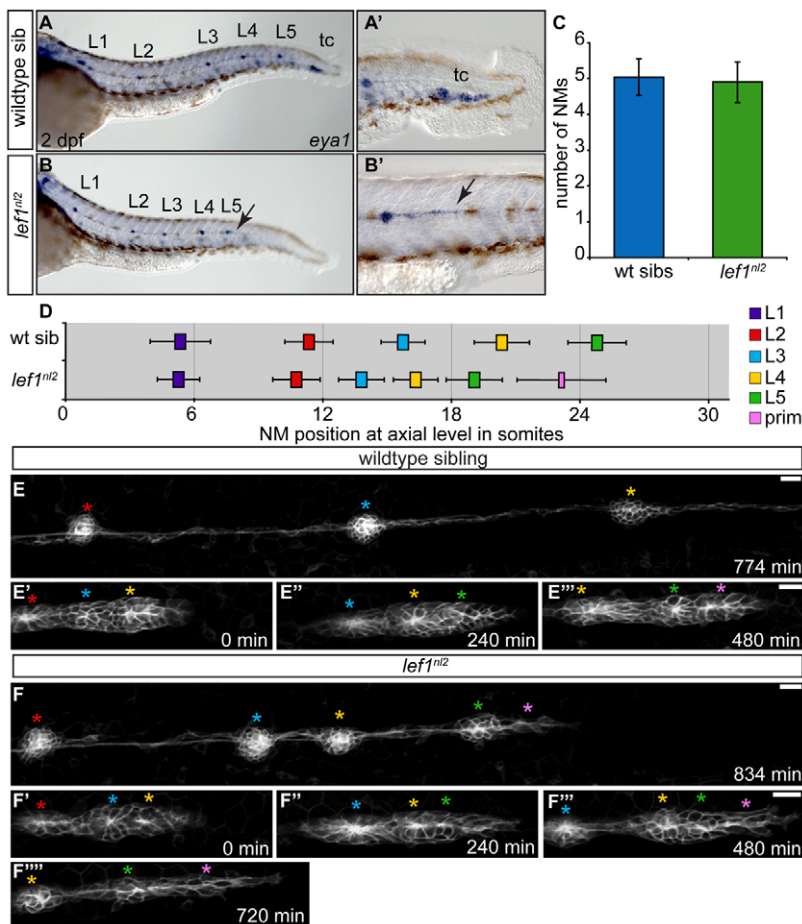 wildtype sib
A
L1 L2 L3 L4 L5 tc
2 dpf eya1
A'
tc
C
number of NMs
6
5
4
3
2
1
0
wt sibs lef1nl2
lef1nl2
B
L1 L2 L3 L4 L5
B'
D
wt sib
lef1nl2
0 6 12 18 24 30
NM position at axial level in somites
L1
L2
L3
L4
L5
prim
wildtype sibling
E
* * *
774 min
E'
* * *
0 min
E''
* * *
240 min
E'''
* * *
480 min
lef1nl2
F
* * * * *
834 min
F'
* * *
0 min
F''
* * *
240 min
F'''
* * * *
480 min
F''''
* * *
720 min